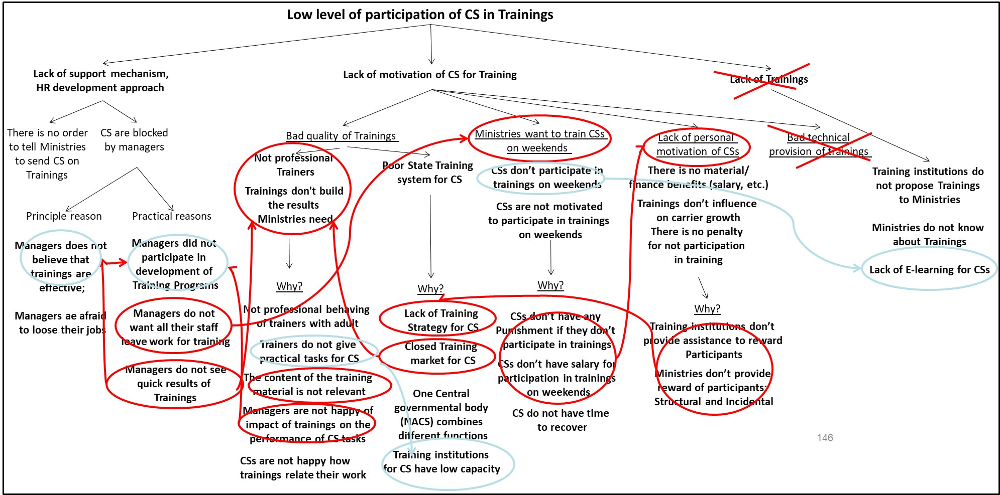 Low level of participation of CS in Trainings
Lack of support mechanism,
HR development approach
Lack of motivation of CS for Training
Lack of Trainings
There is no order
to tell Ministries
to send CS on
Trainings
CS are blocked
by managers
Principle reason
Practical reasons
Managers does not
believe that
trainings are
effective;
Managers ae afraid
to loose their jobs
Managers did not
participate in
development of
Training Programs
Managers do not
want all their staff
leave work for training
Managers do not see
quick results of
Trainings
Bad quality of Trainings
Not professional
Trainers
Trainings don't build
the results
Ministries need
Why?
Not professional behaving
of trainers with adult
Trainers do not give
practical tasks for CS
The content of the training
material is not relevant
Managers are not happy of
impact of trainings on the
performance of CS tasks
CSs are not happy how
trainings relate their work
Poor State Training
system for CS
Why?
Lack of Training
Strategy for CS
Closed Training
market for CS
One Central
governmental body
(NACS) combines
different functions
Training institutions
for CS have low capacity
Ministries want to train CSs
on weekends
CSs don’t participate in
trainings on weekends
CSs are not motivated
to participate in trainings
on weekends
Why?
CSs don’t have any
Punishment if they don’t
participate in trainings
CSs don’t have salary for
participation in trainings
on weekends
CS do not have time
to recover
Lack of personal
motivation of CSs
There is no material/
finance benefits (salary, etc.)
Trainings don’t influence
on carrier growth
There is no penalty
for not participation
in training
Why?
Training institutions don’t
provide assistance to reward
Participants
Ministries don’t provide
reward of participants;
Structural and Incidental
Bad technical
provision of trainings
Training institutions do
not propose Trainings
to Ministries
Ministries do not know
about Trainings
Lack of E-learning for CSs
146